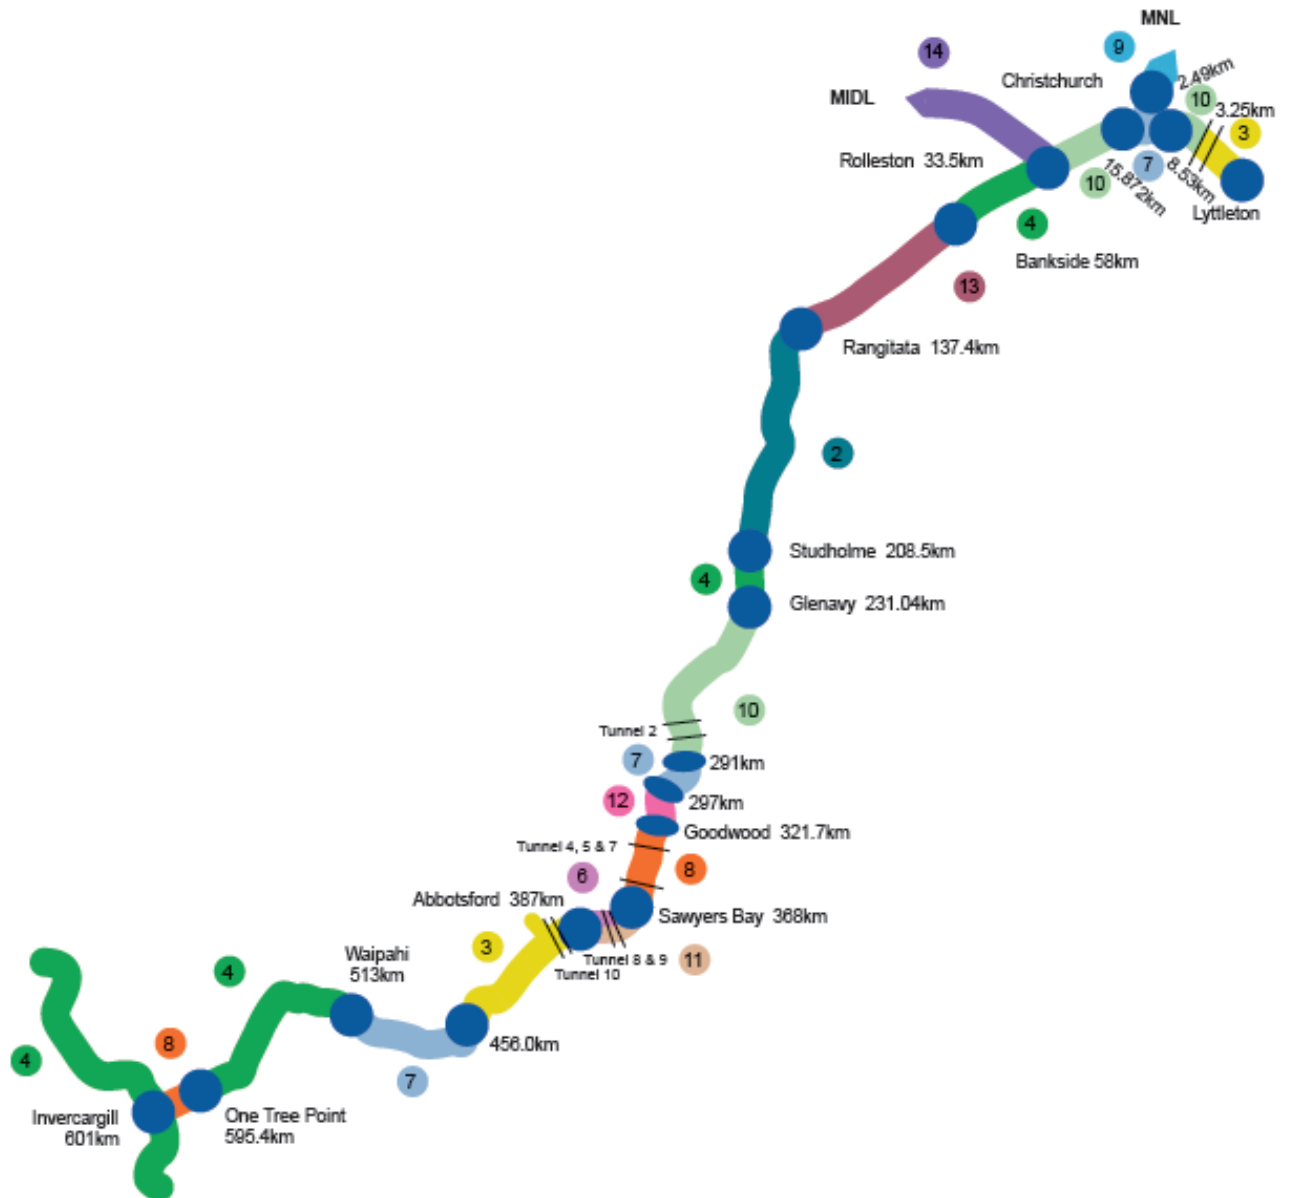 MNL
9
14
2.49km
Christchurch
MIDL
10
3.25km
3
Rolleston 33.5km
7
8.53km
10
15.872km
Lyttleton
4
Bankside 58km
13
Rangitata 137.4km
2
Studholme 208.5km
4
Glenavy 231.04km
10
Tunnel 2
7
291km
12
297km
Goodwood 321.7km
Tunnel 4, 5 & 7
8
6
Abbotsford 387km
Sawyers Bay 368km
3
Waipahi
513km
Tunnel 8 & 9
11
Tunnel 10
4
456.0km
8
4
7
Invercargill
601km
One Tree Point
595.4km